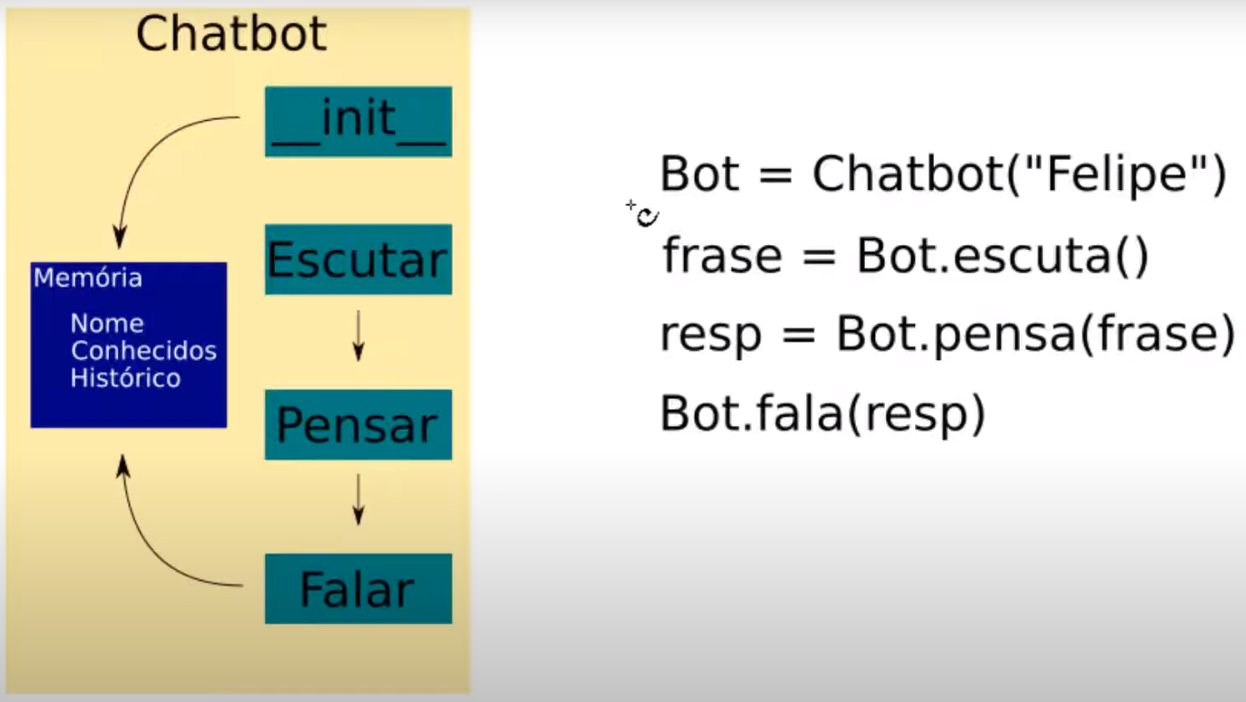 Chatbot
__init__
Escutar
Memória
Nome
Conhecidos
Histórico
Pensar
Falar
Bot = Chatbot("Felipe")
frase = Bot.escuta()
resp = Bot.pensa(frase)
Bot.fala(resp)